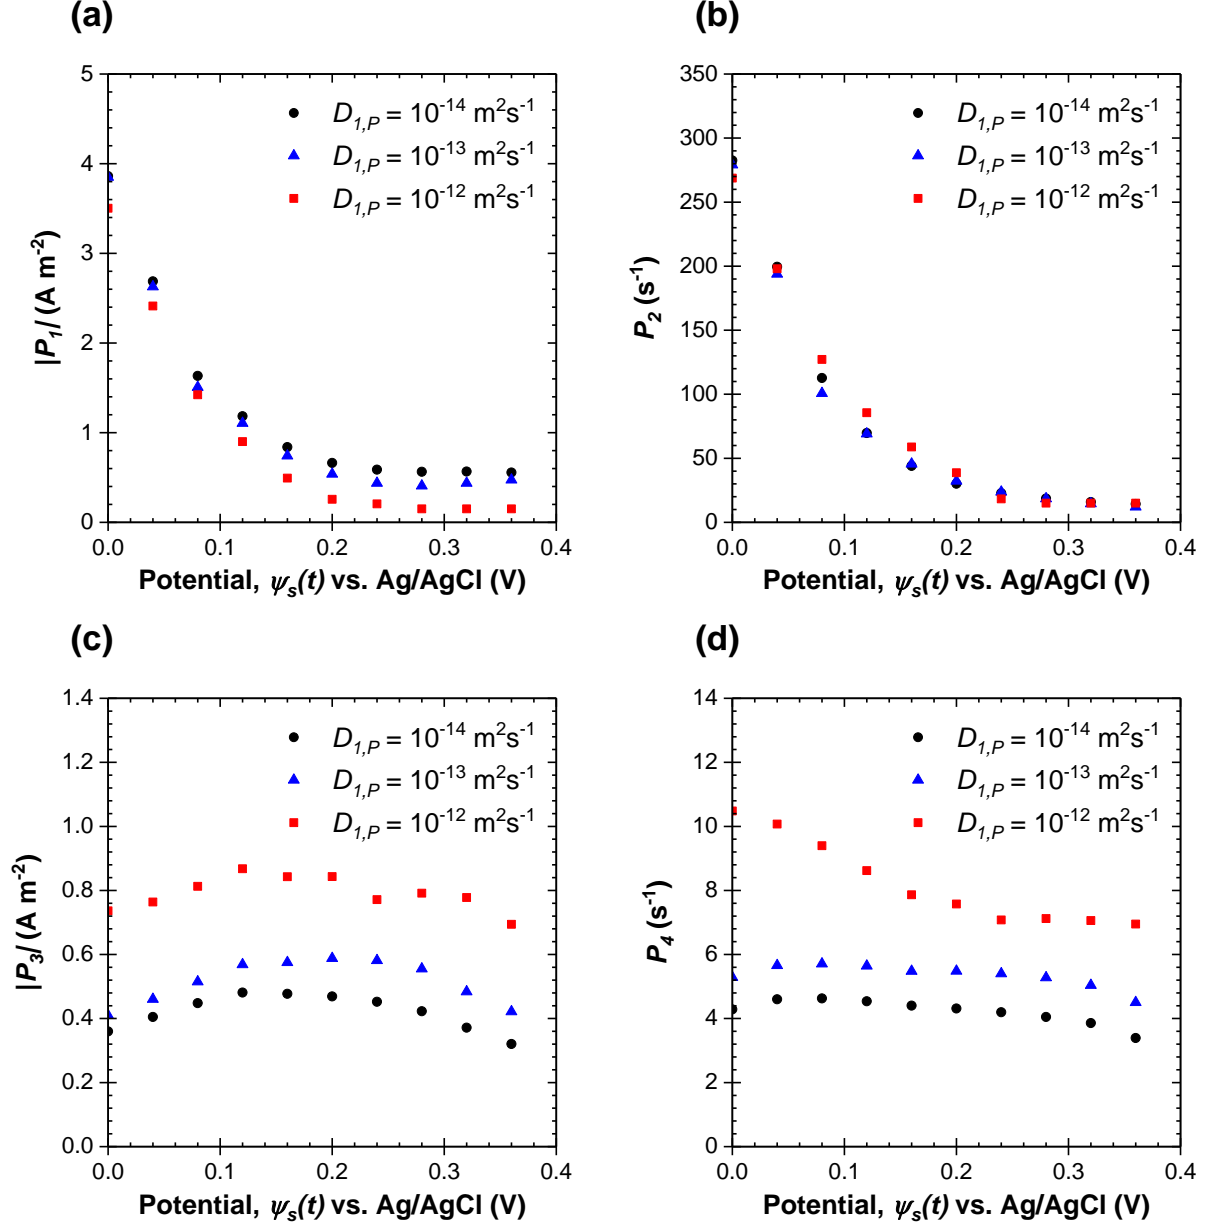 (a)
5
4
3
2
1
0
0.0 0.1 0.2 0.3 0.4
|P₁/ (A m⁻²)
Potential, ψₛ(t) vs. Ag/AgCl (V)
D₁,P = 10⁻¹⁴ m²s⁻¹
D₁,P = 10⁻¹³ m²s⁻¹
D₁,P = 10⁻¹² m²s⁻¹
(b)
350
300
250
200
150
100
50
0
0.0 0.1 0.2 0.3 0.4
P₂ (s⁻¹)
Potential, ψₛ(t) vs. Ag/AgCl (V)
D₁,P = 10⁻¹⁴ m²s⁻¹
D₁,P = 10⁻¹³ m²s⁻¹
D₁,P = 10⁻¹² m²s⁻¹
(c)
1.4
1.2
1.0
0.8
0.6
0.4
0.2
0.0
0.0 0.1 0.2 0.3 0.4
|P₃/ (A m⁻²)
Potential, ψₛ(t) vs. Ag/AgCl (V)
D₁,P = 10⁻¹⁴ m²s⁻¹
D₁,P = 10⁻¹³ m²s⁻¹
D₁,P = 10⁻¹² m²s⁻¹
(d)
14
12
10
8
6
4
2
0
0.0 0.1 0.2 0.3 0.4
P₄ (s⁻¹)
Potential, ψₛ(t) vs. Ag/AgCl (V)
D₁,P = 10⁻¹⁴ m²s⁻¹
D₁,P = 10⁻¹³ m²s⁻¹
D₁,P = 10⁻¹² m²s⁻¹